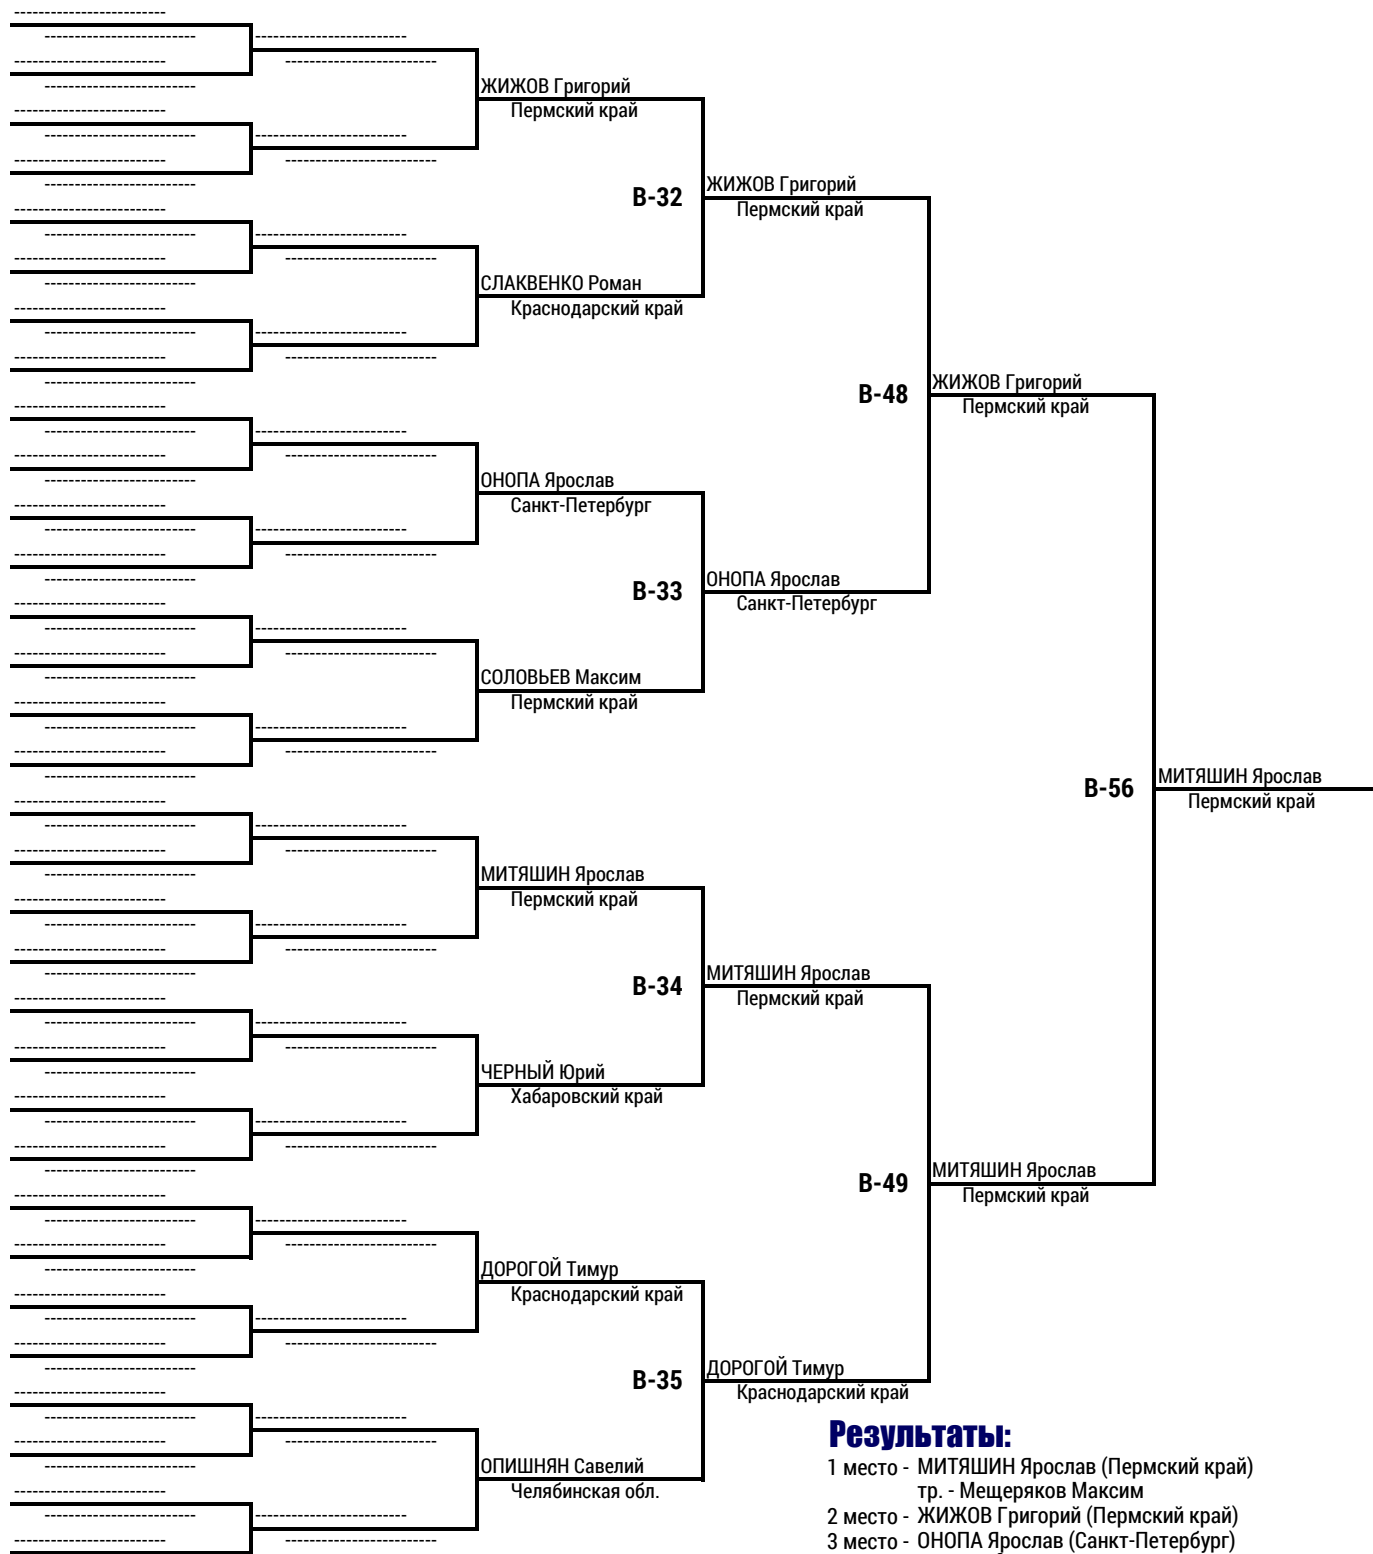 ЖИЖОВ Григорий
Пермский край
B-32
ЖИЖОВ Григорий
Пермский край
СЛАКВЕНКО Роман
Краснодарский край
B-48
ЖИЖОВ Григорий
Пермский край
ОНОПА Ярослав
Санкт-Петербург
B-33
ОНОПА Ярослав
Санкт-Петербург
СОЛОВЬЕВ Максим
Пермский край
B-56
МИТЯШИН Ярослав
Пермский край
МИТЯШИН Ярослав
Пермский край
B-34
МИТЯШИН Ярослав
Пермский край
ЧЕРНЫЙ Юрий
Хабаровский край
B-49
МИТЯШИН Ярослав
Пермский край
ДОРОГОЙ Тимур
Краснодарский край
B-35
ДОРОГОЙ Тимур
Краснодарский край
ОПИШНЯН Савелий
Челябинская обл.
Результаты:
1 место - МИТЯШИН Ярослав (Пермский край)
тр. - Мещеряков Максим
2 место - ЖИЖОВ Григорий (Пермский край)
3 место - ОНОПА Ярослав (Санкт-Петербург)